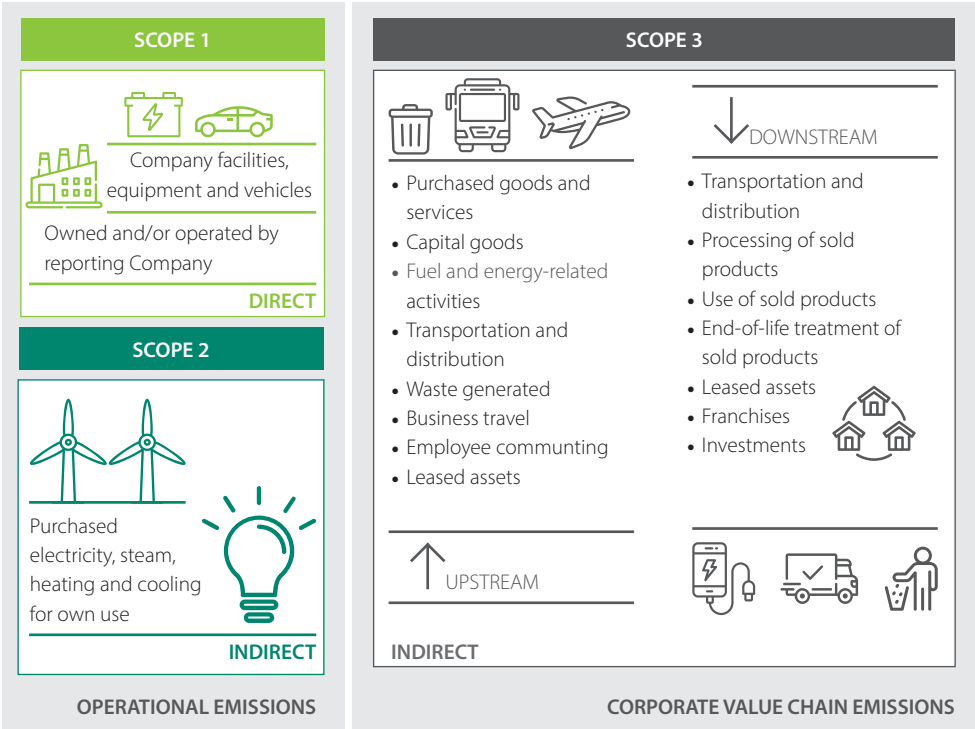 SCOPE 1
Company facilities,
equipment and vehicles
Owned and/or operated by
reporting Company
DIRECT
SCOPE 2
Purchased
electricity, steam,
heating and cooling
for own use
INDIRECT
OPERATIONAL EMISSIONS
SCOPE 3
• Purchased goods and
services
• Capital goods
• Fuel and energy-related
activities
• Transportation and
distribution
• Waste generated
• Business travel
• Employee communting
• Leased assets
UPSTREAM
DOWNSTREAM
• Transportation and
distribution
• Processing of sold
products
• Use of sold products
• End-of-life treatment of
sold products
• Leased assets
• Franchises
• Investments
INDIRECT
CORPORATE VALUE CHAIN EMISSIONS